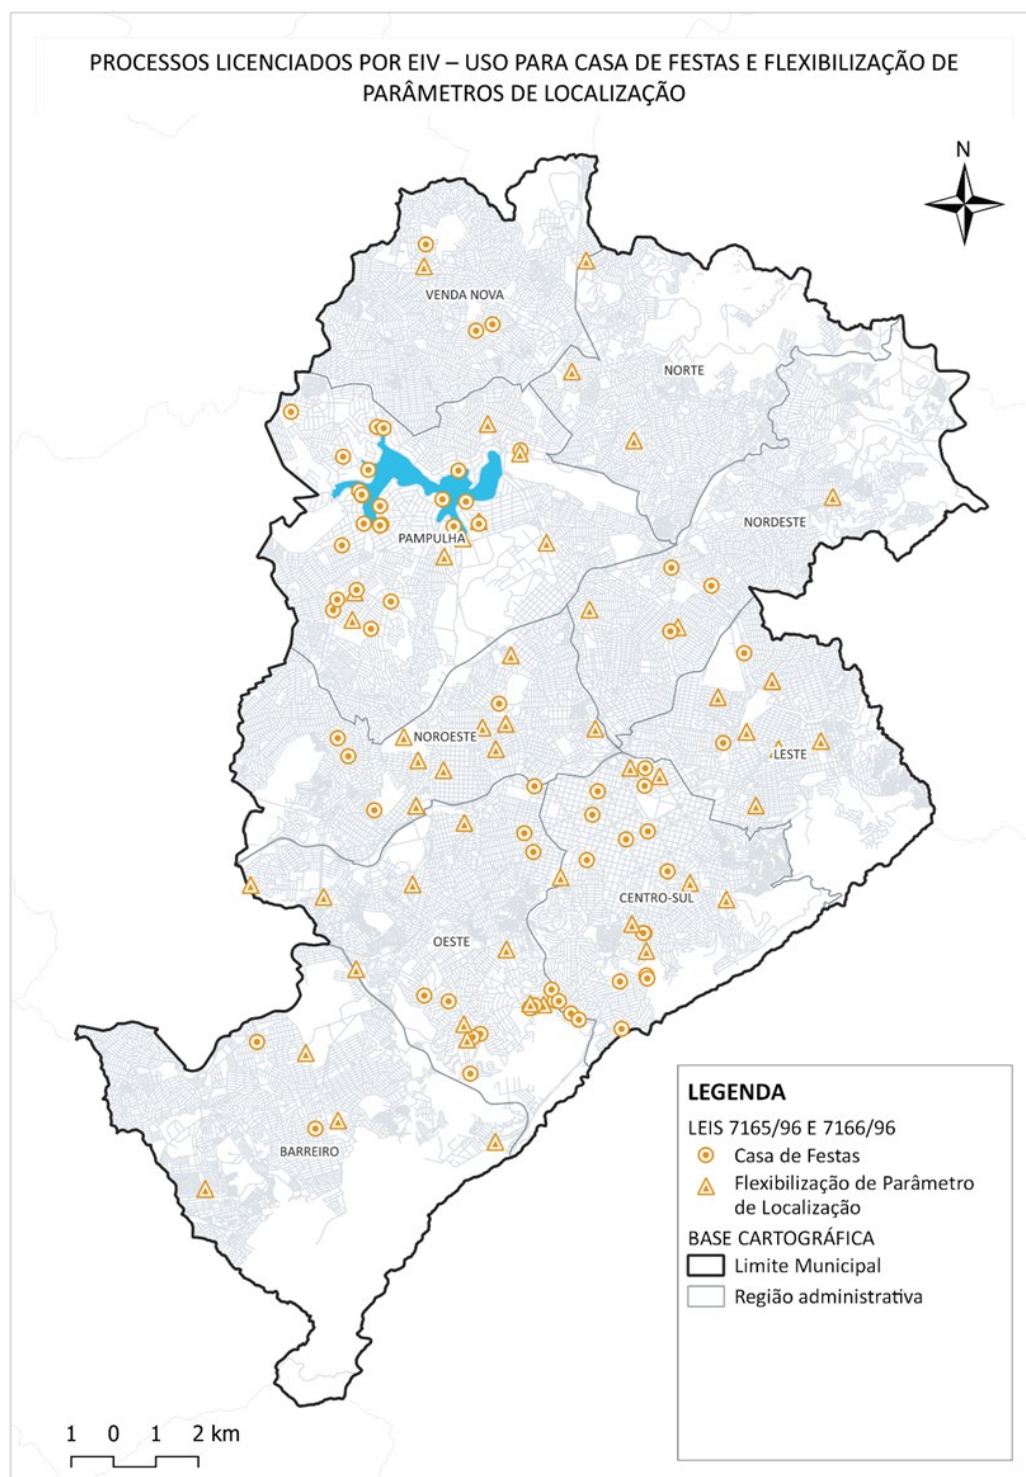 PROCESSOS LICENCIADOS POR EIV – USO PARA CASA DE FESTAS E FLEXIBILIZAÇÃO DE
PARÂMETROS DE LOCALIZAÇÃO
N
VENDA NOVA
NORTE
NORDESTE
PAMPULHA
NOROESTE
LESTE
CENTRO-SUL
OESTE
BARREIRO
LEGENDA
LEIS 7165/96 E 7166/96
Casa de Festas
Flexibilização de Parâmetro
de Localização
BASE CARTOGRÁFICA
Limite Municipal
Região administrativa
1 0 1 2 km